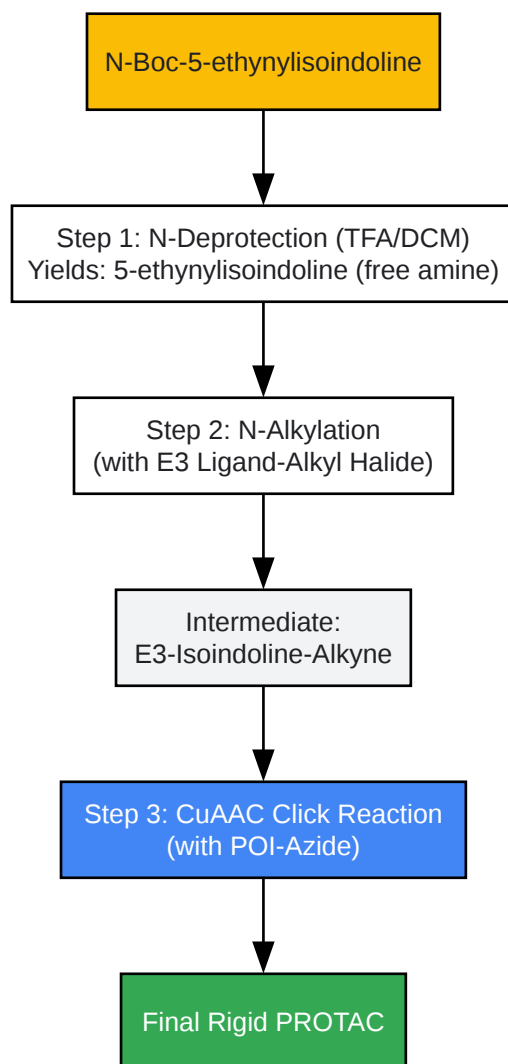 N-Boc-5-ethynylisoindoline
Step 1: N-Deprotection (TFA/DCM)
Yields: 5-ethynylisoindoline (free amine)
Step 2: N-Alkylation
(with E3 Ligand-Alkyl Halide)
Intermediate:
E3-Isoindoline-Alkyne
Step 3: CuAAC Click Reaction
(with POI-Azide)
Final Rigid PROTAC